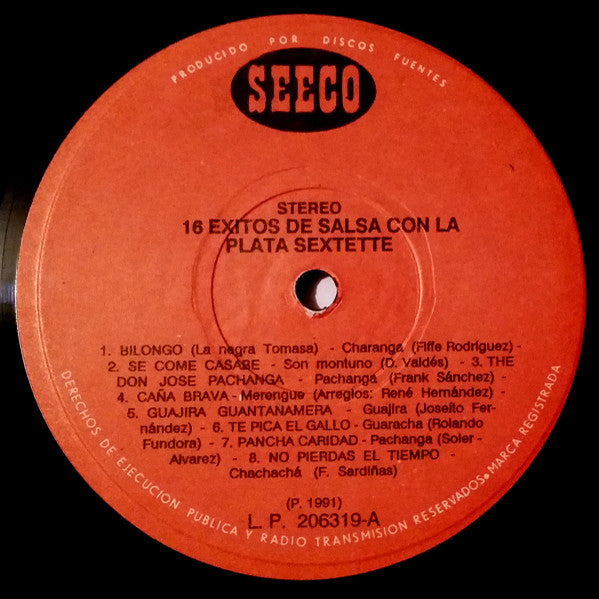 PRODUCIDO POR DISCOS FUENTES
SEECO
STEREO
16 EXITOS DE SALSA CON LA
PLATA SEXTETTE
1. BILONGO (La negra Tomasa) - Charanga (Fiffe Rodriguez) -
2. SE COME CASABE - Son montuno (D. Valdés) - 3. THE
DON JOSE PACHANGA - Pachanga (Frank Sánchez) -
4. CAÑA BRAVA - Merengue (Arreglos: René Hernández) -
5. GUAJIRA GUANTANAMERA - Guajira (Joseito Fer-
nández) - 6. TE PICA EL GALLO - Guaracha (Rolando
Fundora) - 7. PANCHA CARIDAD - Pachanga (Soler -
Alvarez) - 8. NO PIERDAS EL TIEMPO -
Chachachá (F. Sardiñas)
(P. 1991)
L. P. 206319-A
DERECHOS DE EJECUCION PUBLICA Y RADIO TRANSMISION RESERVADOS • MARCA REGISTRADA